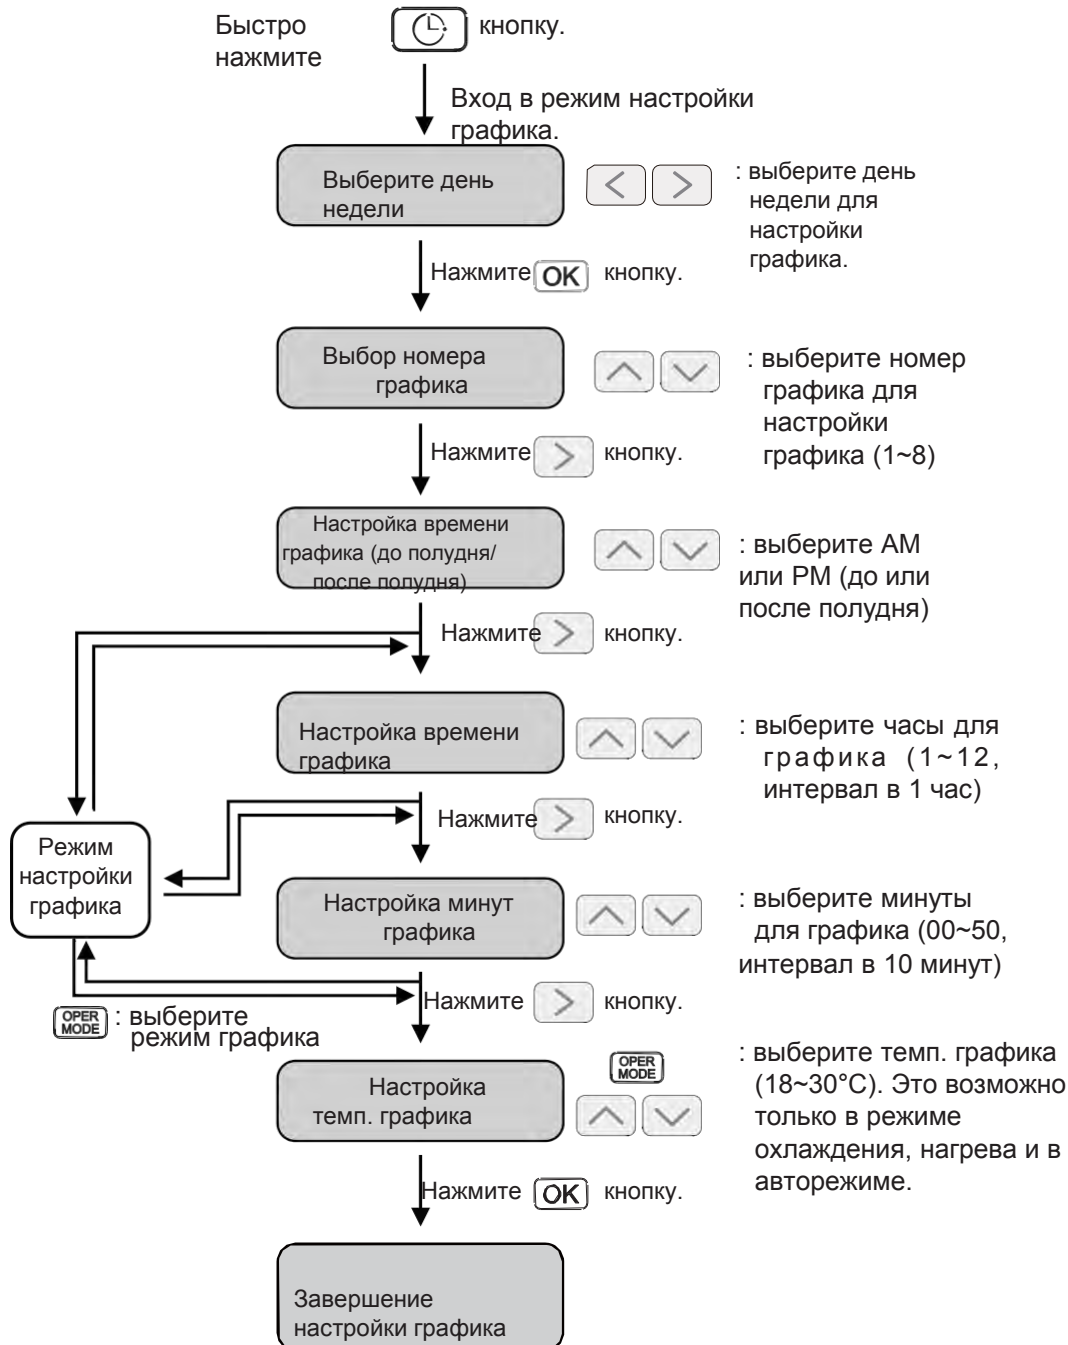 Быстро
нажмите
кнопку.
Вход в режим настройки
графика.
Выберите день
недели
: выберите день
недели для
настройки
графика.
Нажмите OK кнопку.
Выбор номера
графика
: выберите номер
графика для
настройки
графика (1~8)
Нажмите > кнопку.
Настройка времени
графика (до полудня/
после полудня)
: выберите AM
или PM (до или
после полудня)
Нажмите > кнопку.
Настройка времени
графика
: выберите часы для
графика (1~12,
интервал в 1 час)
Нажмите > кнопку.
Режим
настройки
графика
Настройка минут
графика
: выберите минуты
для графика (00~50,
интервал в 10 минут)
Нажмите > кнопку.
OPER
MODE
: выберите
режим графика
Настройка
темп. графика
OPER
MODE
: выберите темп. графика
(18~30°C). Это возможно
только в режиме
охлаждения, нагрева и в
авторежиме.
Нажмите OK кнопку.
Завершение
настройки графика